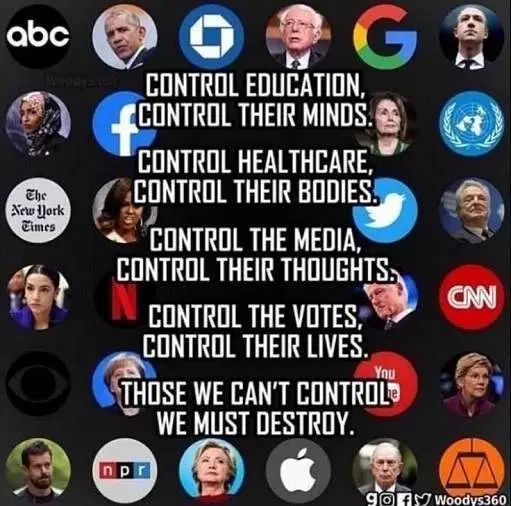 abc
Woodys360
CONTROL EDUCATION,
CONTROL THEIR MINDS.
CONTROL HEALTHCARE,
CONTROL THEIR BODIES.
The
New York
Times
CONTROL THE MEDIA,
CONTROL THEIR THOUGHTS.
CNN
CONTROL THE VOTES,
CONTROL THEIR LIVES.
You
THOSE WE CAN'T CONTROL
WE MUST DESTROY.
npr
Woodys360